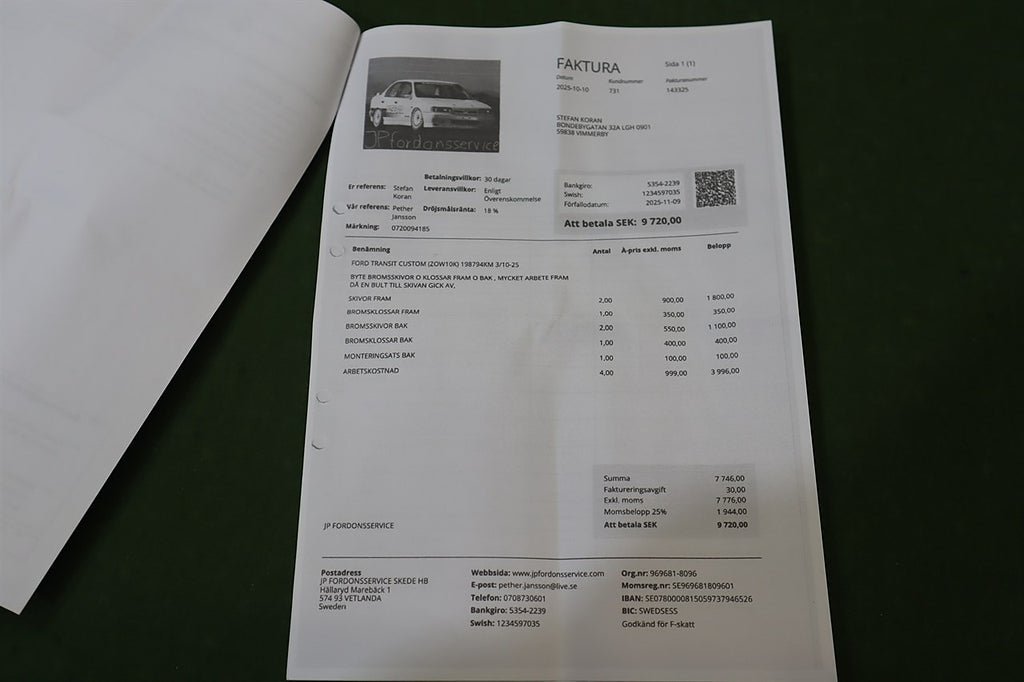 JPfordonsservice
FAKTURA
Sida 1 (1)
Datum Kundnummer Fakturanummer
2025-10-10 731 143325
STEFAN KORAN
BONDEBYGATAN 32A LGH 0901
59838 VIMMERBY
Er referens: Stefan Koran
Vår referens: Pether Jansson
Märkning: 0720094185
Betalningsvillkor: 30 dagar
Leveransvillkor: Enligt Överenskommelse
Dröjsmålsränta: 18 %
Bankgiro: 5354-2239
Swish: 1234597035
Förfallodatum: 2025-11-09
Att betala SEK: 9 720,00
Benämning Antal À-pris exkl. moms Belopp
FORD TRANSIT CUSTOM (ZOW10K) 198794KM 3/10-25
BYTE BROMSSKIVOR O KLOSSAR FRAM O BAK , MYCKET ARBETE FRAM
DÅ EN BULT TILL SKIVAN GICK AV,
SKIVOR FRAM 2,00 900,00 1 800,00
BROMSKLOSSAR FRAM 1,00 350,00 350,00
BROMSSKIVOR BAK 2,00 550,00 1 100,00
BROMSKLOSSAR BAK 1,00 400,00 400,00
MONTERINGSATS BAK 1,00 100,00 100,00
ARBETSKOSTNAD 4,00 999,00 3 996,00
Summa 7 746,00
Faktureringsavgift 30,00
Exkl. moms 7 776,00
Momsbelopp 25% 1 944,00
Att betala SEK 9 720,00
JP FORDONSSERVICE
Postadress
JP FORDONSSERVICE SKEDE HB
Hällaryd Marebäck 1
574 93 VETLANDA
Sweden
Webbsida: www.jpfordonsservice.com
E-post: pether.jansson@live.se
Telefon: 0708730601
Bankgiro: 5354-2239
Swish: 1234597035
Org.nr: 969681-8096
Momsreg.nr: SE969681809601
IBAN: SE0780000815059737946526
BIC: SWEDSESS
Godkänd för F-skatt